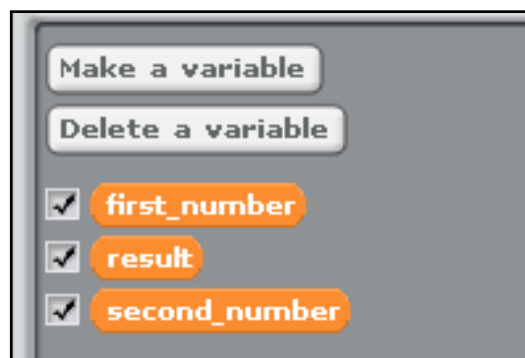 Make a variable
Delete a variable
first_number
result
second_number